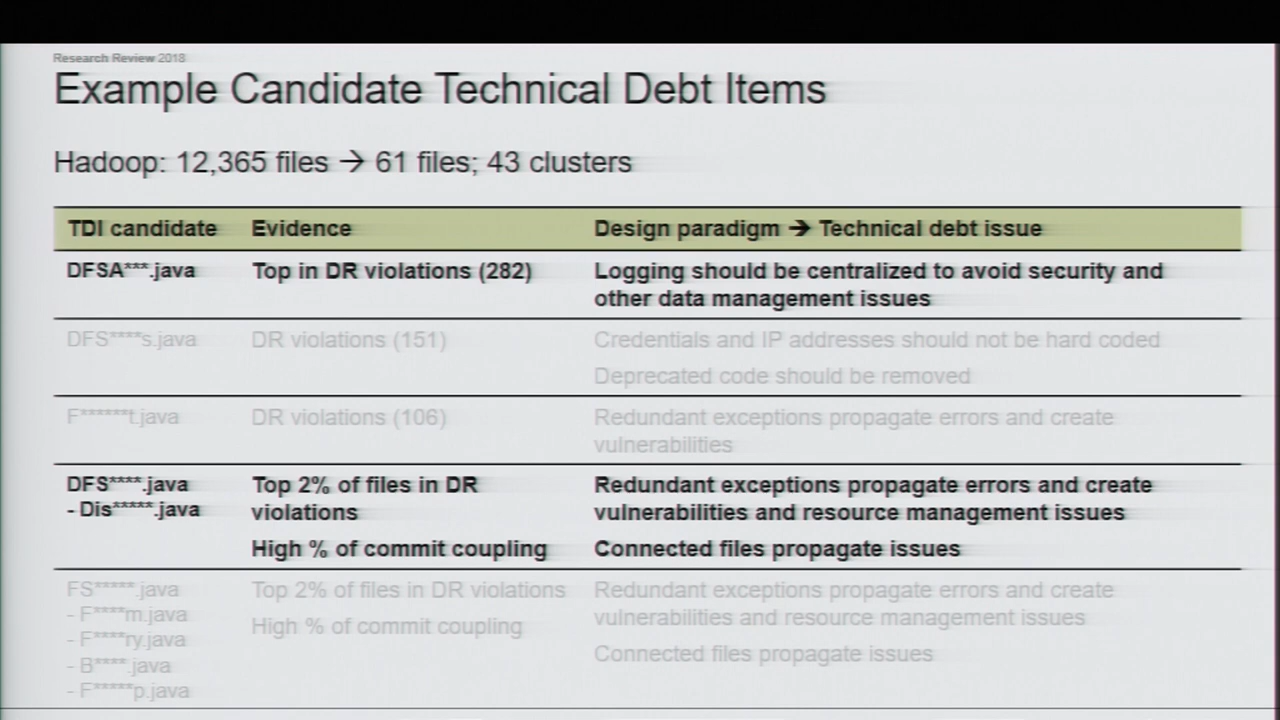 Research Review 2018
Example Candidate Technical Debt Items
Hadoop: 12,365 files → 61 files; 43 clusters
TDI candidate Evidence Design paradigm → Technical debt issue
DFSA***.java Top in DR violations (282) Logging should be centralized to avoid security and
other data management issues
DFS****s.java DR violations (151) Credentials and IP addresses should not be hard coded
Deprecated code should be removed
F******t.java DR violations (106) Redundant exceptions propagate errors and create
vulnerabilities
DFS****.java Top 2% of files in DR Redundant exceptions propagate errors and create
- Dis*****.java violations vulnerabilities and resource management issues
High % of commit coupling Connected files propagate issues
FS*****.java Top 2% of files in DR violations Redundant exceptions propagate errors and create
- F****m.java High % of commit coupling vulnerabilities and resource management issues
- F****ry.java Connected files propagate issues
- B****.java
- F*****p.java